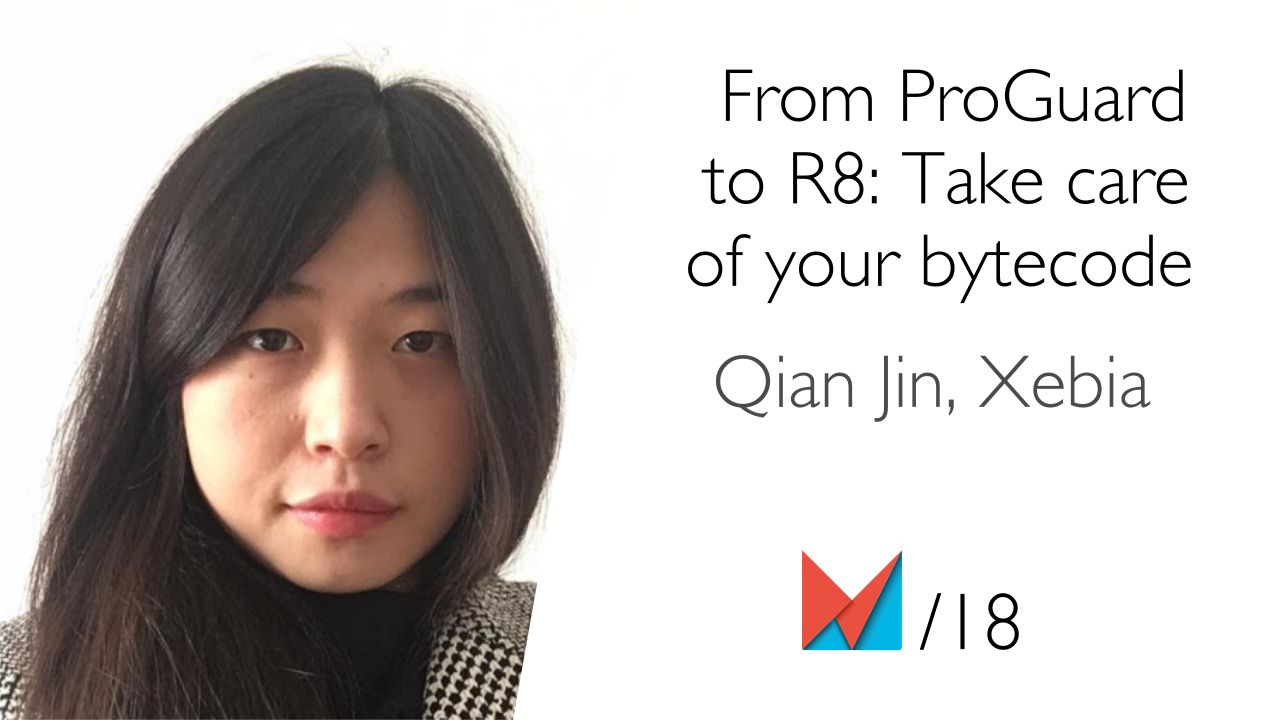 From ProGuard
to R8: Take care
of your bytecode
Qian Jin, Xebia
/18